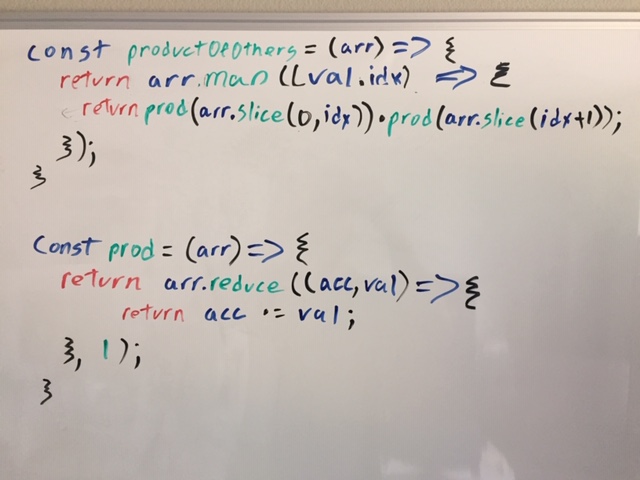 const productOfOthers = (arr) => {
return arr.map((val.idx) => {
return prod(arr.slice(0,idx))·prod(arr.slice(idx+1));
});
}
const prod = (arr) => {
return arr.reduce((acc,val) => {
return acc ·= val;
}, 1);
}